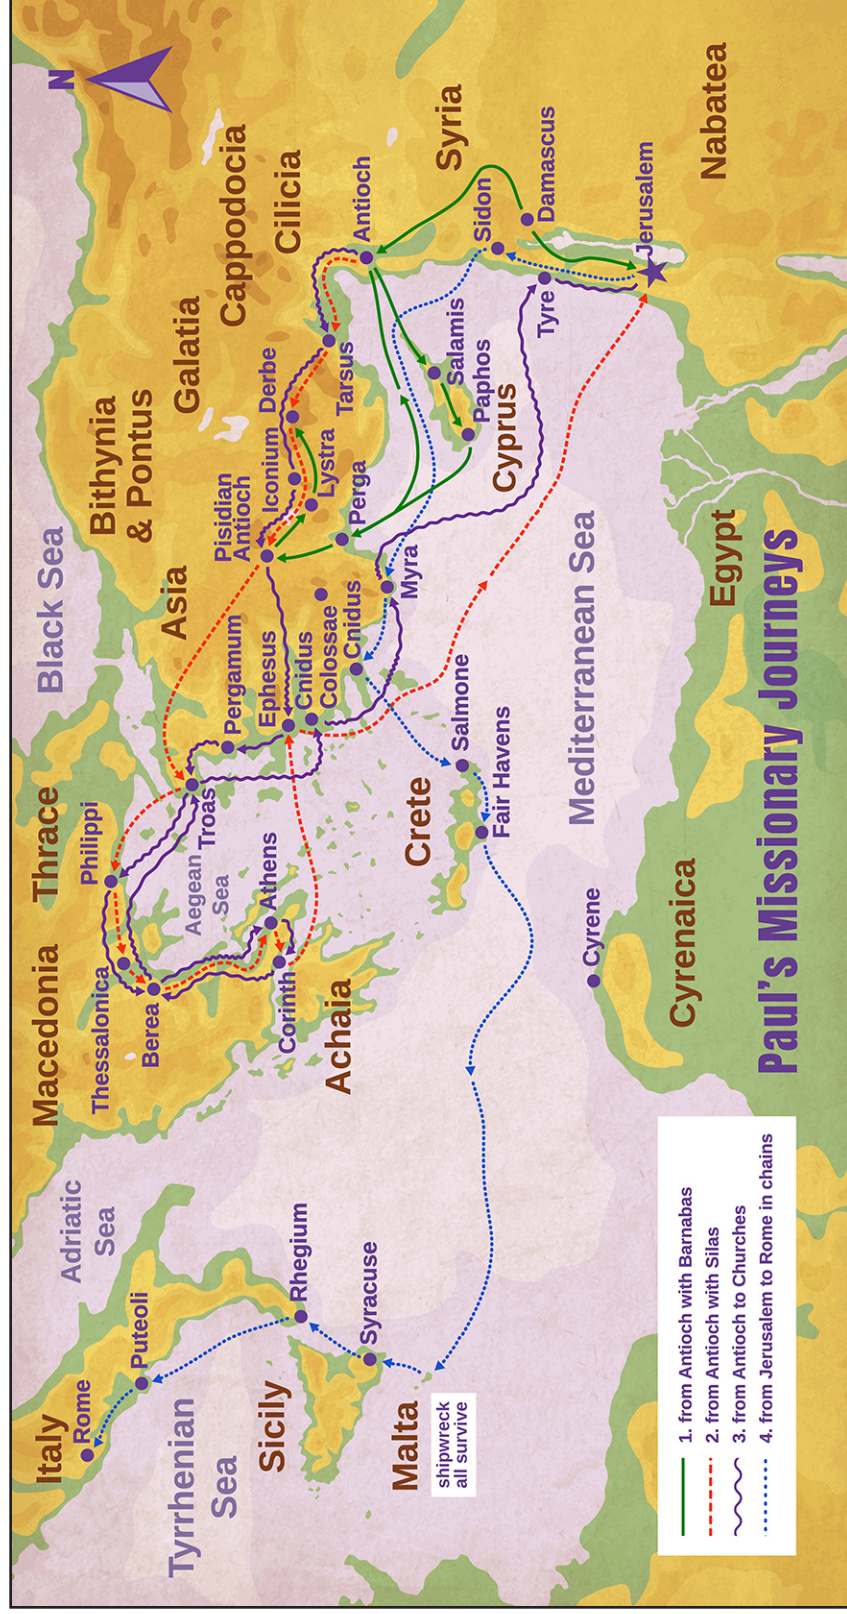 N
Black Sea
Bithynia
& Pontus
Galatia
Cappodocia
Cilicia
Syria
Nabatea
Asia
Thrace
Macedonia
Achaia
Crete
Cyprus
Egypt
Cyrenaica
Italy
Sicily
Malta
Adriatic
Sea
Tyrrhenian
Sea
Aegean
Sea
Mediterranean Sea
Rome
Puteoli
Rhegium
Syracuse
shipwreck
all survive
Philippi
Thessalonica
Berea
Athens
Corinth
Troas
Pergamum
Ephesus
Cnidus
Colossae
Cnidus
Pisidian
Antioch
Iconium
Derbe
Lystra
Perga
Tarsus
Antioch
Myra
Salamis
Paphos
Salmone
Fair Havens
Cyrene
Sidon
Damascus
Tyre
Jerusalem
Paul's Missionary Journeys
1. from Antioch with Barnabas
2. from Antioch with Silas
3. from Antioch to Churches
4. from Jerusalem to Rome in chains